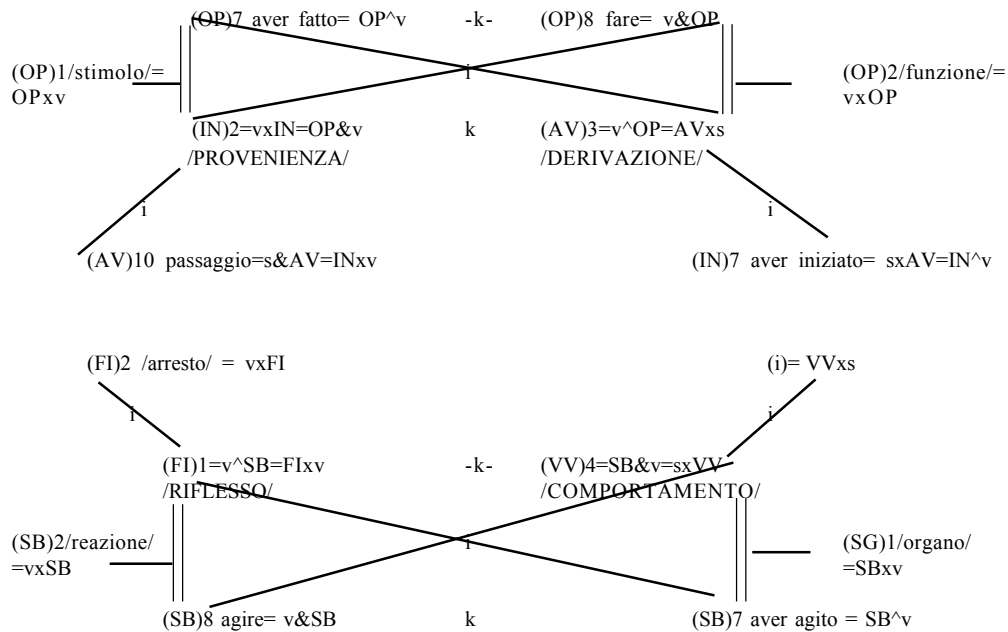 (OP)7 aver fatto= OP^v -k- (OP)8 fare= v&OP
i
(OP)1/stimolo/=
OPxv
(OP)2/funzione/=
vxOP
(IN)2=vxIN=OP&v k (AV)3=v^OP=AVxs
/PROVENIENZA/ /DERIVAZIONE/
i i
(AV)10 passaggio=s&AV=INxv (IN)7 aver iniziato= sxAV=IN^v
(FI)2 /arresto/ = vxFI (i)= VVxs
i i
(FI)1=v^SB=FIxv -k- (VV)4=SB&v=sxVV
/RIFLESSO/ /COMPORTAMENTO/
i
(SB)2/reazione/
=vxSB
(SG)1/organo/
=SBxv
(SB)8 agire= v&SB k (SB)7 aver agito = SB^v